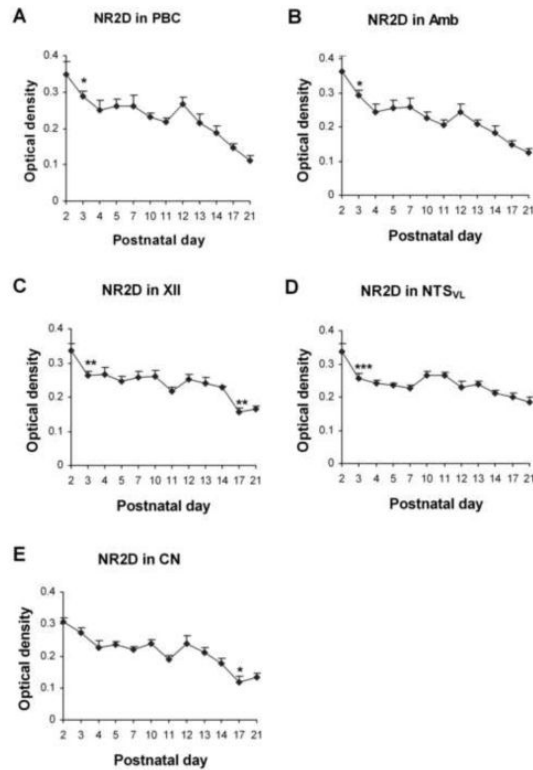 A
NR2D in PBC
Optical density
0.4
0.3
0.2
0.1
0
*
2 3 4 5 7 10 11 12 13 14 17 21
Postnatal day
B
NR2D in Amb
Optical density
0.4
0.3
0.2
0.1
0
*
2 3 4 5 7 10 11 12 13 14 17 21
Postnatal day
C
NR2D in XII
Optical density
0.4
0.3
0.2
0.1
0
**
**
2 3 4 5 7 10 11 12 13 14 17 21
Postnatal day
D
NR2D in NTSVL
Optical density
0.4
0.3
0.2
0.1
0
***
2 3 4 5 7 10 11 12 13 14 17 21
Postnatal day
E
NR2D in CN
Optical density
0.4
0.3
0.2
0.1
0
*
2 3 4 5 7 10 11 12 13 14 17 21
Postnatal day